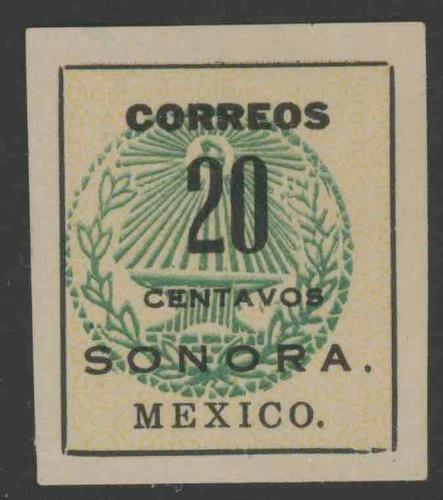 CORREOS
20
CENTAVOS
SONORA.
MEXICO.